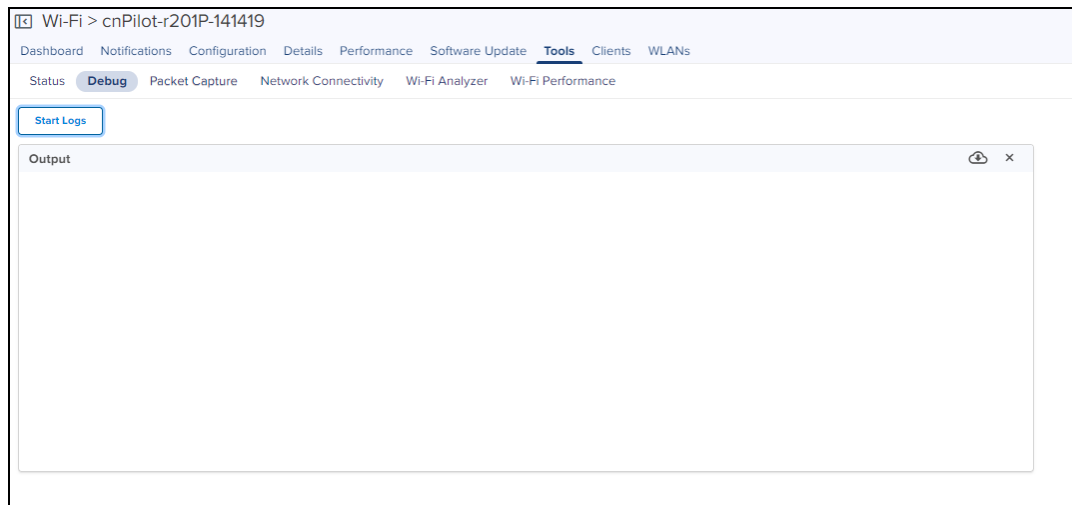 Wi-Fi > cnPilot-r201P-141419
Dashboard Notifications Configuration Details Performance Software Update Tools Clients WLANs
Status Debug Packet Capture Network Connectivity Wi-Fi Analyzer Wi-Fi Performance
Start Logs
Output